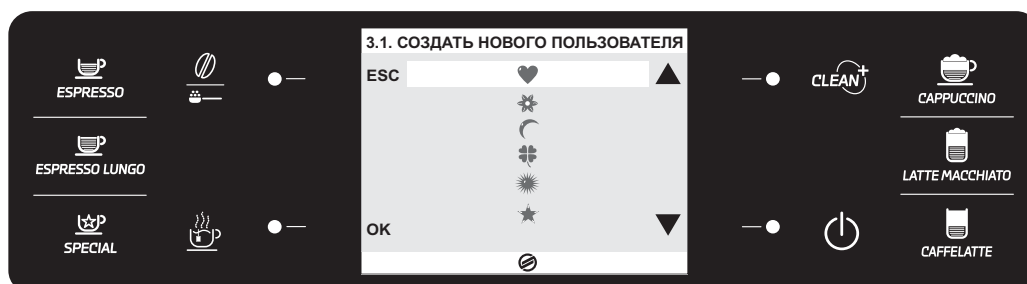 ESPRESSO
ESPRESSO LUNGO
SPECIAL
3.1. СОЗДАТЬ НОВОГО ПОЛЬЗОВАТЕЛЯ
ESC
OK
CLEAN+
CAPPUCCINO
LATTE MACCHIATO
CAFFELATTE